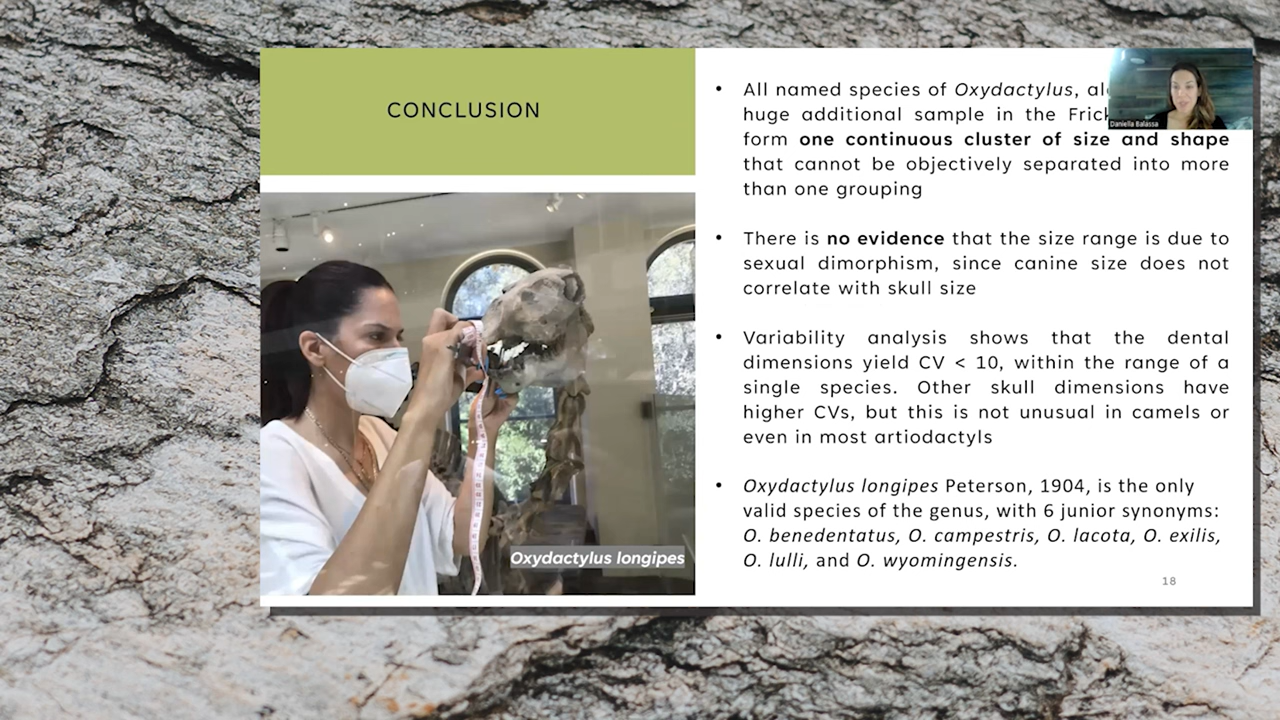 CONCLUSION
• All named species of Oxydactylus,
huge additional sample in the
form one continuous cluster of size and shape
that cannot be objectively separated into more
than one grouping
• There is no evidence that the size range is due to
sexual dimorphism, since canine size does not
correlate with skull size
• Variability analysis shows that the dental
dimensions yield CV < 10, within the range of a
single species. Other skull dimensions have
higher CVs, but this is not unusual in camels or
even in most artiodactyls
• Oxydactylus longipes Peterson, 1904, is the only
valid species of the genus, with 6 junior synonyms:
O. benedentatus, O. campestris, O. lacota, O. exilis,
O. lulli, and O. wyomingensis.
18
Oxydactylus longipes
Daniella Balassa